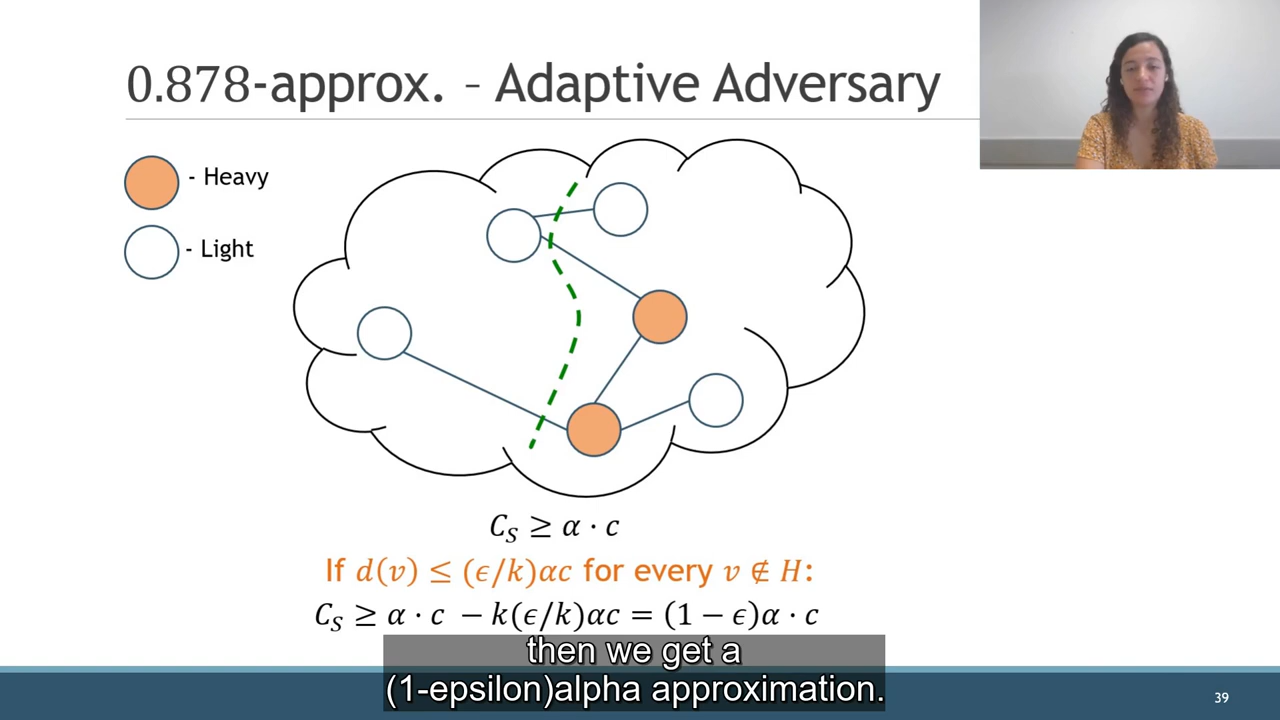 0.878-approx. – Adaptive Adversary
- Heavy
- Light
C_S ≥ α · c
If d(v) ≤ (ϵ/k)αc for every v ∉ H:
C_S ≥ α · c − k(ϵ/k)αc = (1 − ϵ)α · c
then we get a
(1-epsilon)alpha approximation.
39